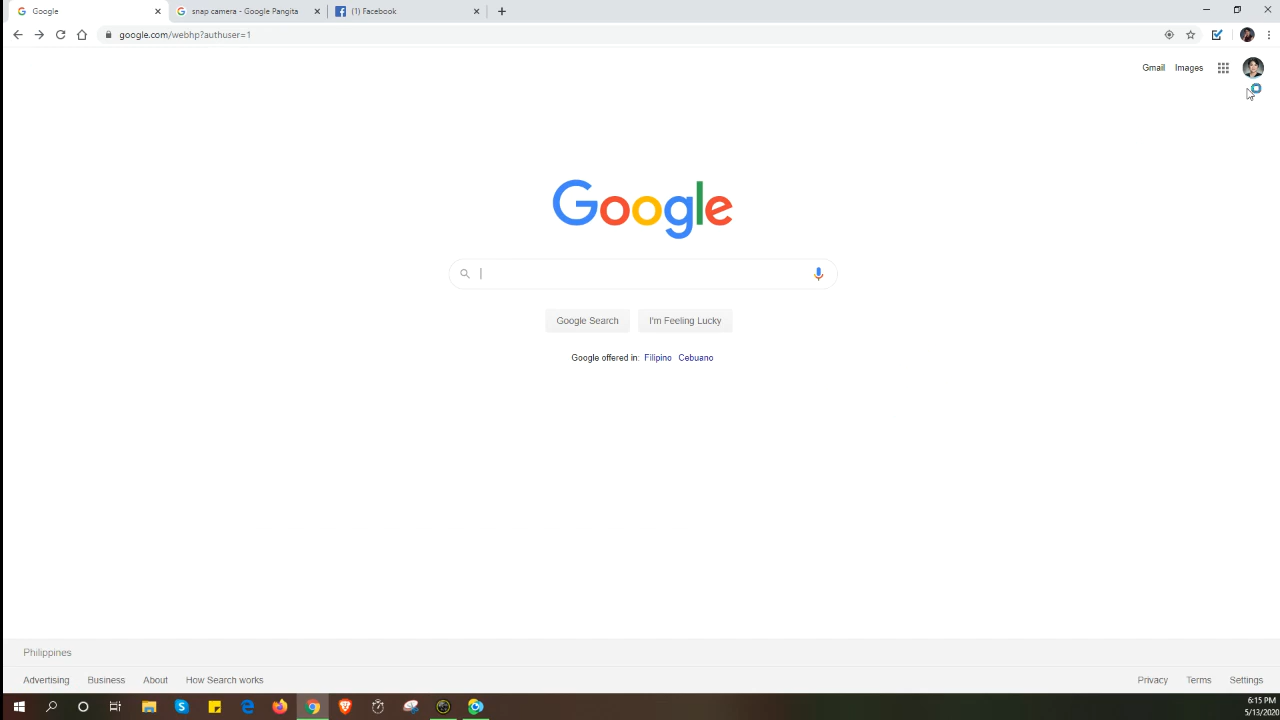 Google
snap camera - Google Pangita
(1) Facebook
google.com/webhp?authuser=1
Gmail Images
Google
Google Search I'm Feeling Lucky
Google offered in: Filipino Cebuano
Philippines
Advertising Business About How Search works
Privacy Terms Settings
6:15 PM
5/13/2020